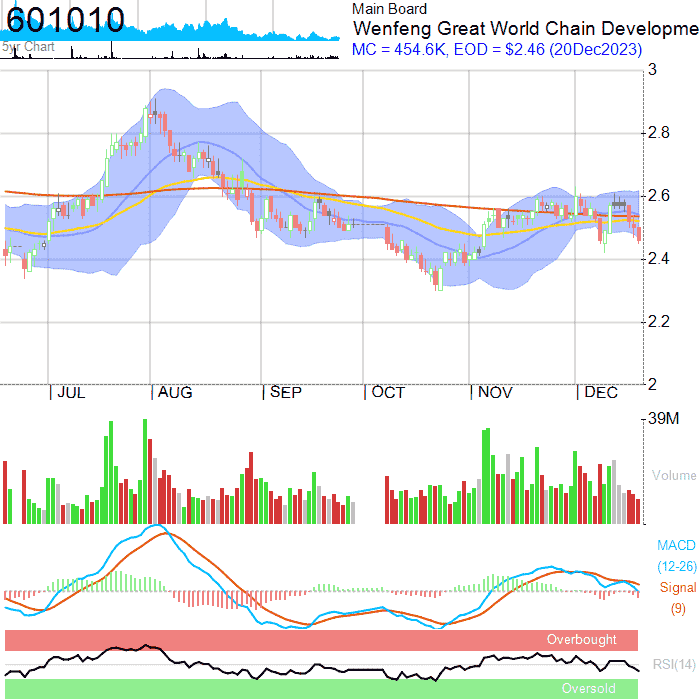 601010
5yr Chart
Main Board
Wenfeng Great World Chain Developme
MC = 454.6K, EOD = $2.46 (20Dec2023)
3
2.8
2.6
2.4
2.2
2
JUL AUG SEP OCT NOV DEC
39M
Volume
MACD
(12-26)
Signal
(9)
Overbought
RSI(14)
Oversold